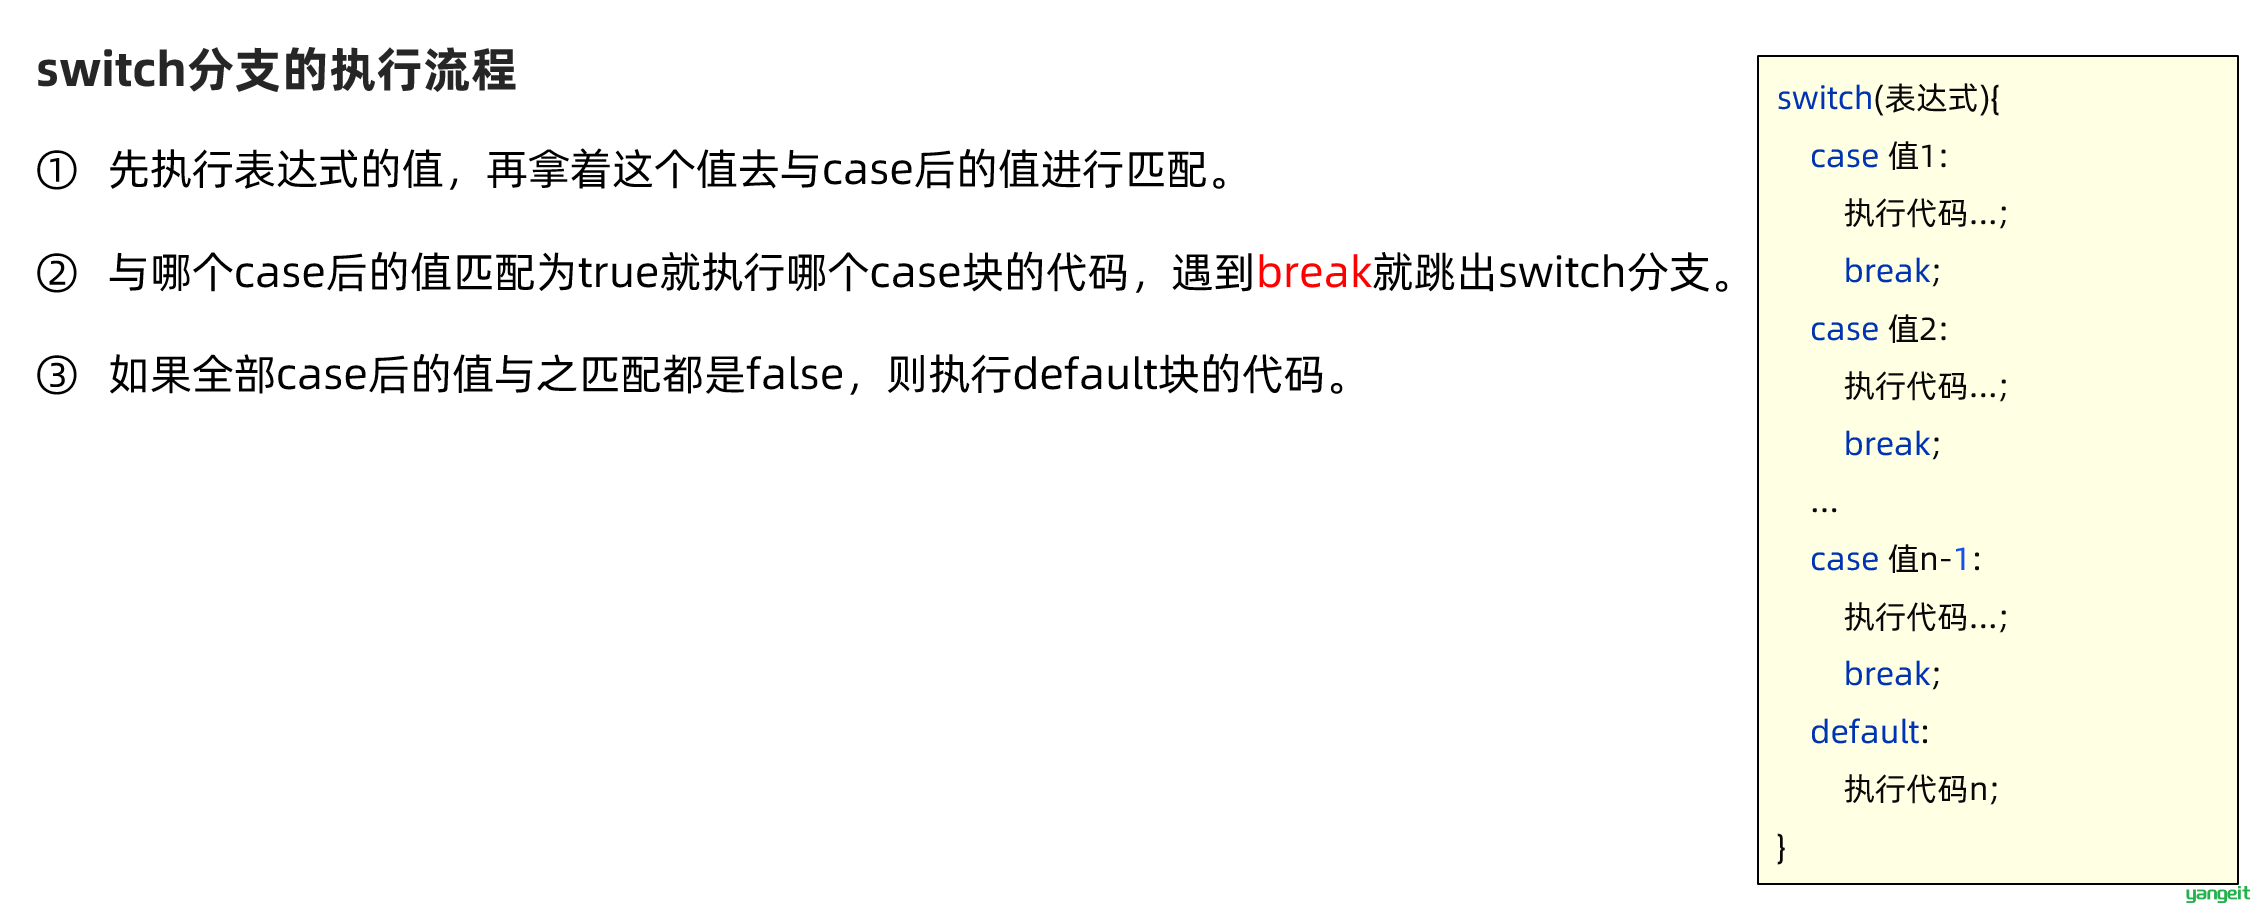 switch分支的执行流程
① 先执行表达式的值，再拿着这个值去与case后的值进行匹配。
② 与哪个case后的值匹配为true就执行哪个case块的代码，遇到break就跳出switch分支。
③ 如果全部case后的值与之匹配都是false，则执行default块的代码。
switch(表达式){
case 值1:
执行代码...;
break;
case 值2:
执行代码...;
break;
...
case 值n-1:
执行代码...;
break;
default:
执行代码n;
}
yangeit